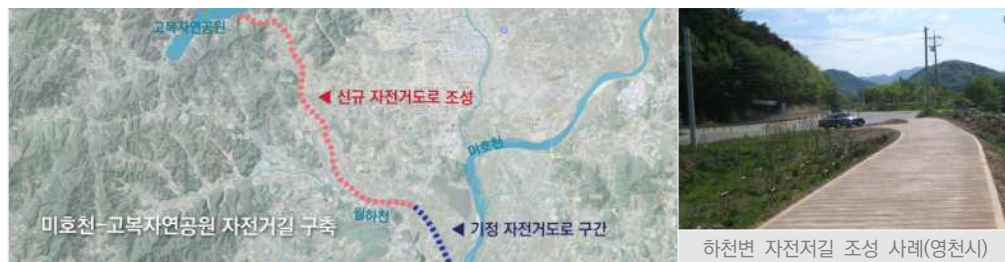 고복자연공원
◀ 신규 자전거도로 조성
미호천
월하천
미호천-고복자연공원 자전거길 구축
◀ 기정 자전거도로 구간
하천변 자전저길 조성 사례(영천시)